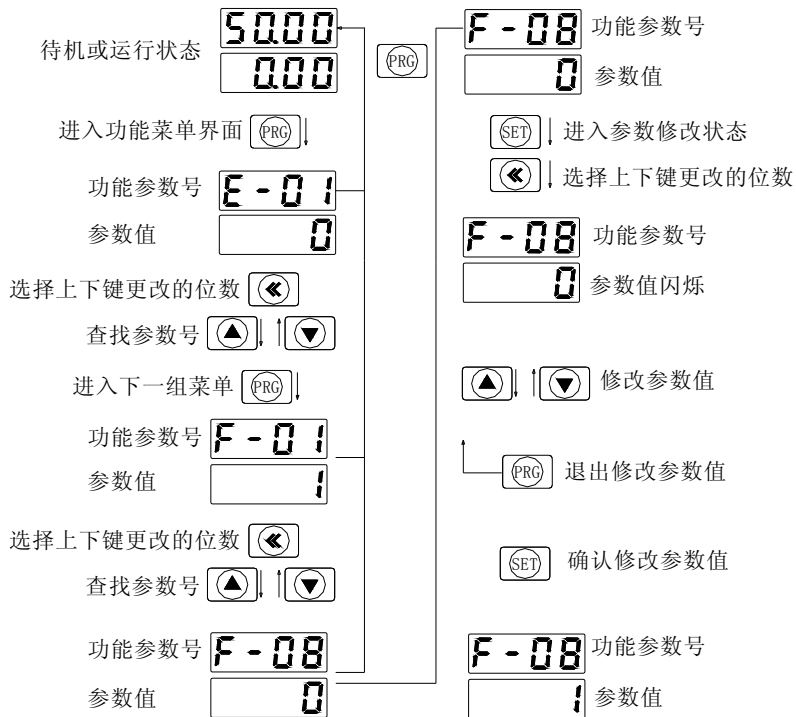 50.00
待机或运行状态
0.00
进入功能菜单界面 PRG
功能参数号 E-01
参数值 0
选择上下键更改的位数
查找参数号
进入下一组菜单 PRG
功能参数号 F-01
参数值 1
选择上下键更改的位数
查找参数号
功能参数号 F-08
参数值 0
PRG
F-08 功能参数号
0 参数值
SET 进入参数修改状态
选择上下键更改的位数
F-08 功能参数号
0 参数值闪烁
修改参数值
PRG 退出修改参数值
SET 确认修改参数值
F-08 功能参数号
1 参数值